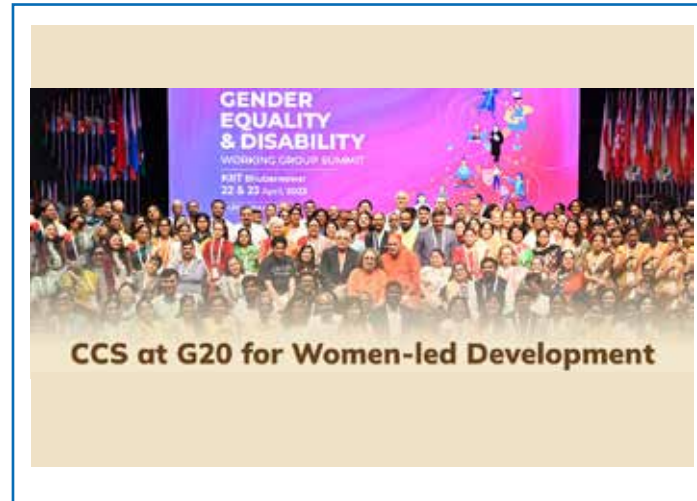 GENDER
EQUALITY
& DISABILITY
WORKING GROUP SUMMIT
KIIT Bhubaneswar
22 & 23 April, 2023
CCS at G20 for Women-led Development